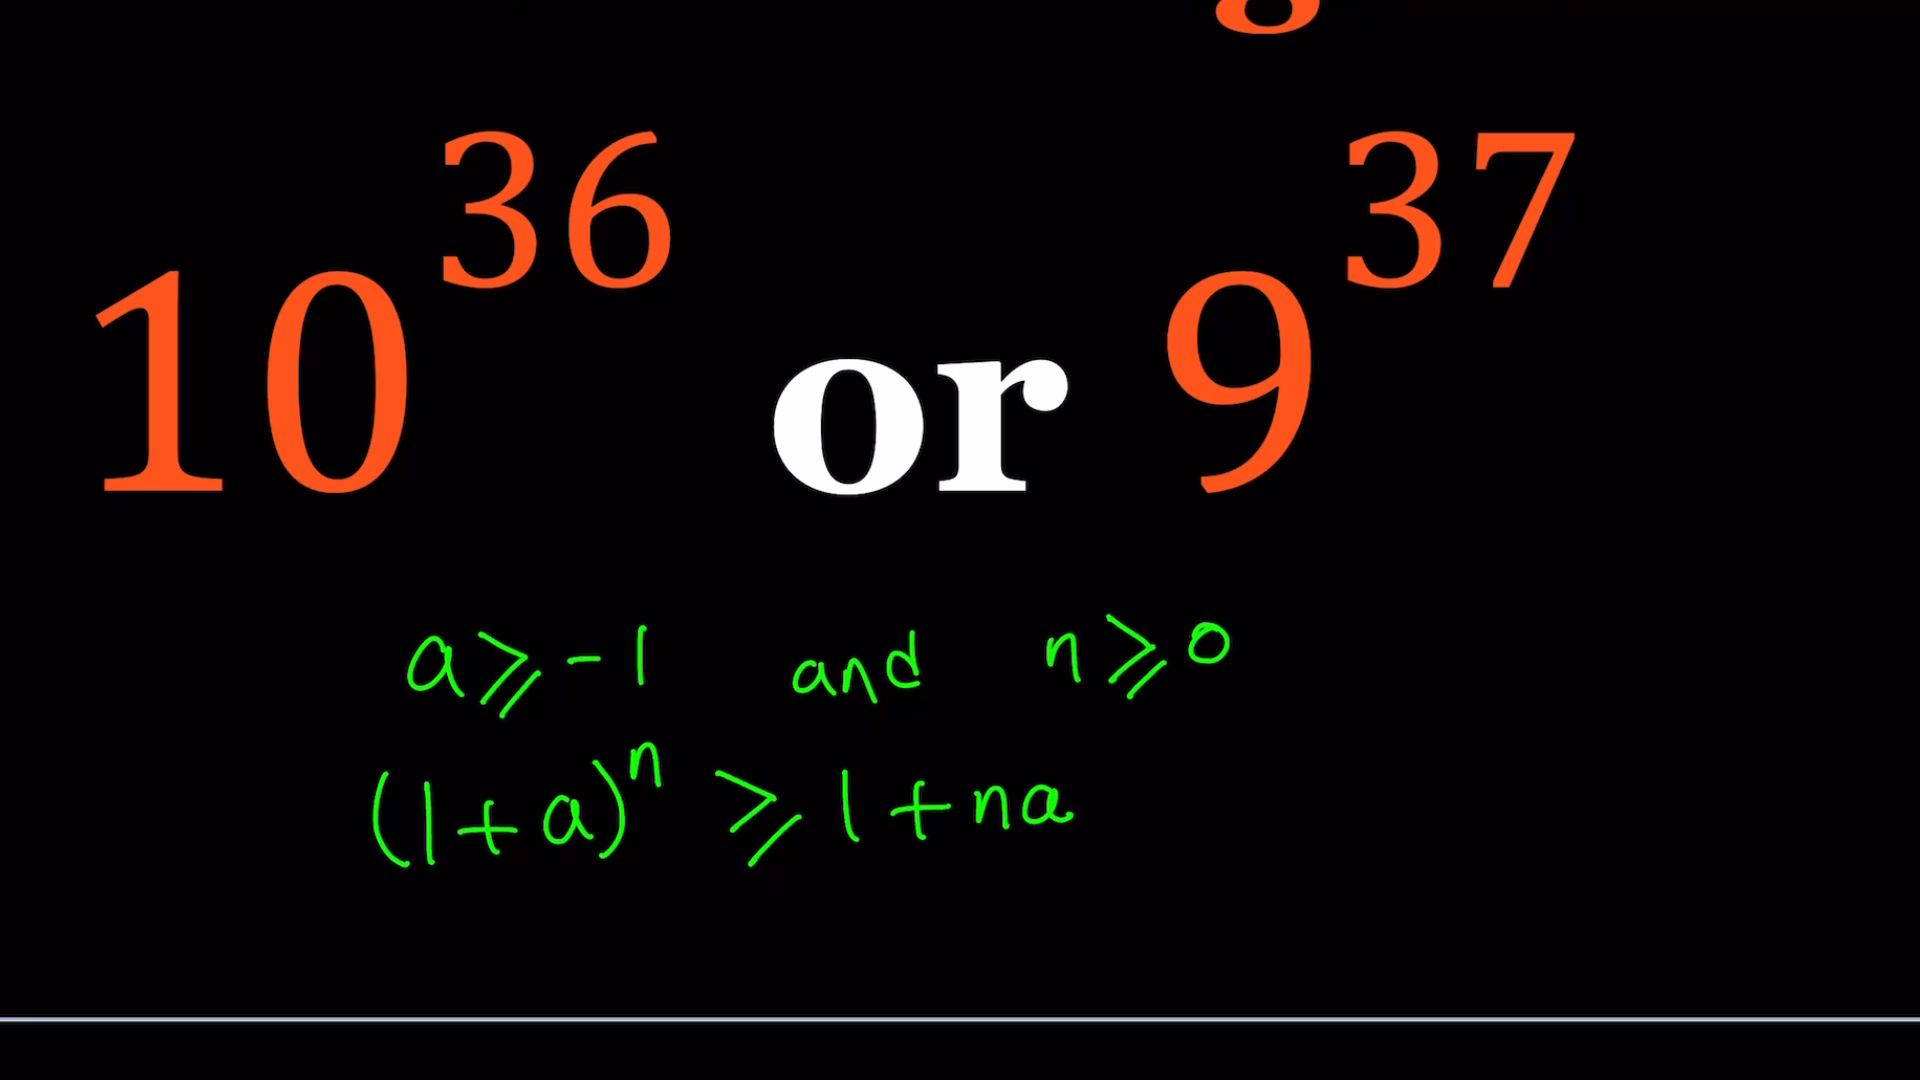 10^36 or 9^37
a ⩾ -1 and n ⩾ 0
(1+a)^n ⩾ 1+na